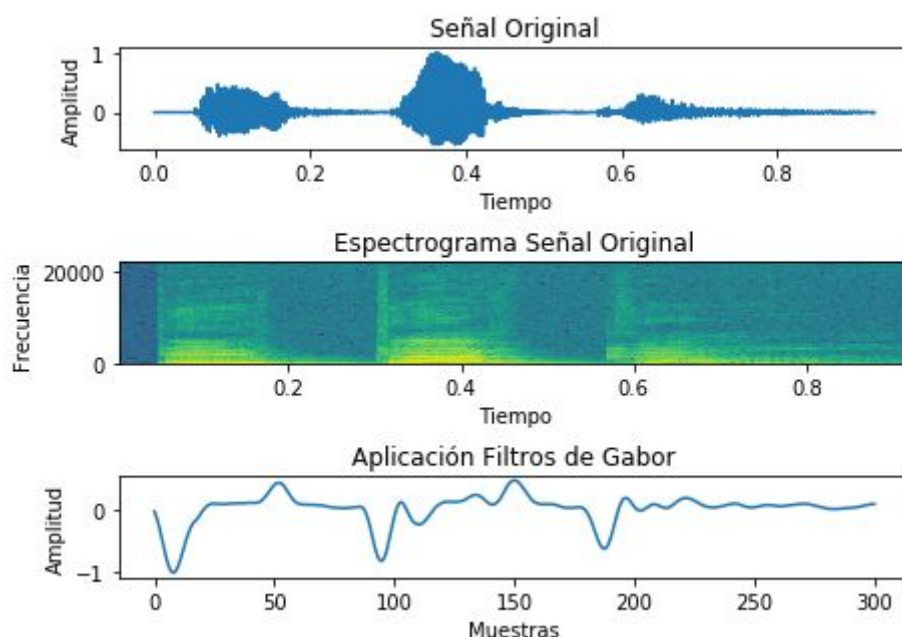 Señal Original
Amplitud
1
0
0.0 0.2 0.4 0.6 0.8
Tiempo
Espectrograma Señal Original
Frecuencia
20000
0
0.2 0.4 0.6 0.8
Tiempo
Aplicación Filtros de Gabor
Amplitud
0
−1
0 50 100 150 200 250 300
Muestras